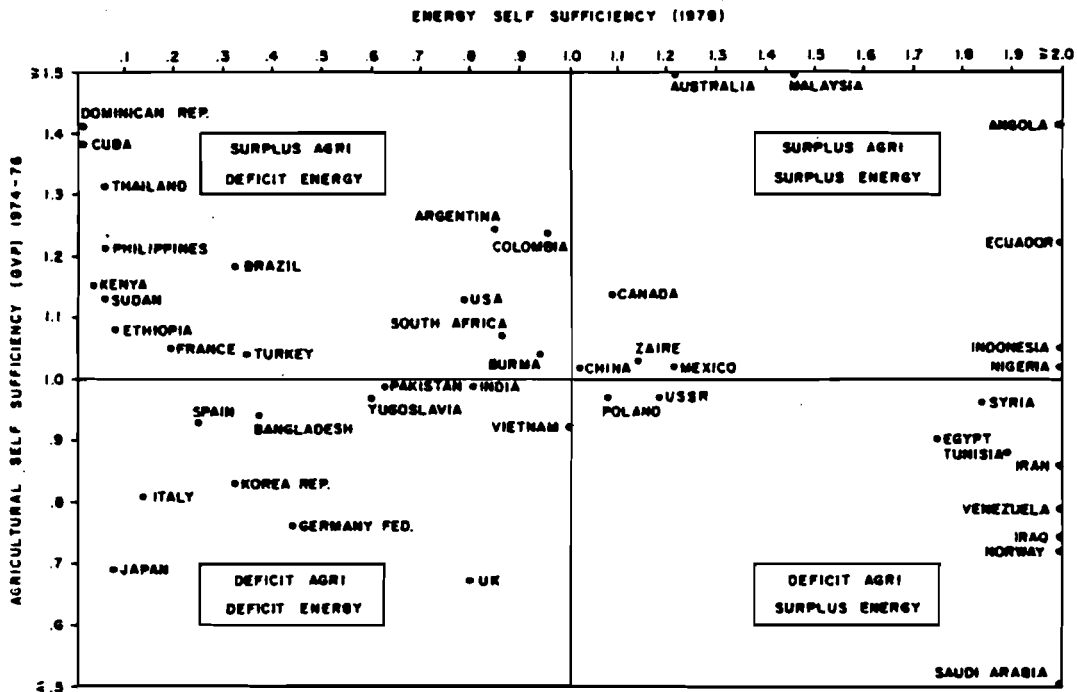 ENERGY SELF SUFFICIENCY (1978)
.1 .2 .3 .4 .5 .6 .7 .8 .9 1.0 1.1 1.2 1.3 1.4 1.5 1.6 1.7 1.8 1.9 ≥2.0
AGRICULTURAL SELF SUFFICIENCY (QVP) 1974-76
≥1.5
AUSTRALIA MALAYSIA
DOMINICAN REP.
1.4
ANGOLA
CUBA
SURPLUS AGRI
DEFICIT ENERGY
SURPLUS AGRI
SURPLUS ENERGY
1.3
THAILAND
ARGENTINA
COLOMBIA
ECUADOR
1.2
PHILIPPINES
BRAZIL
KENYA
SUDAN
USA
CANADA
1.1
ETHIOPIA
SOUTH AFRICA
FRANCE
TURKEY
BURMA
ZAIRE
INDONESIA
CHINA
MEXICO
NIGERIA
1.0
PAKISTAN
INDIA
YUGOSLAVIA
USSR
POLAND
SYRIA
SPAIN
BANGLADESH
VIETNAM
.9
EGYPT
TUNISIA
IRAN
KOREA REP.
ITALY
.8
VENEZUELA
GERMANY FED.
IRAQ
NORWAY
.7
JAPAN
UK
DEFICIT AGRI
DEFICIT ENERGY
DEFICIT AGRI
SURPLUS ENERGY
.6
SAUDI ARABIA
.5